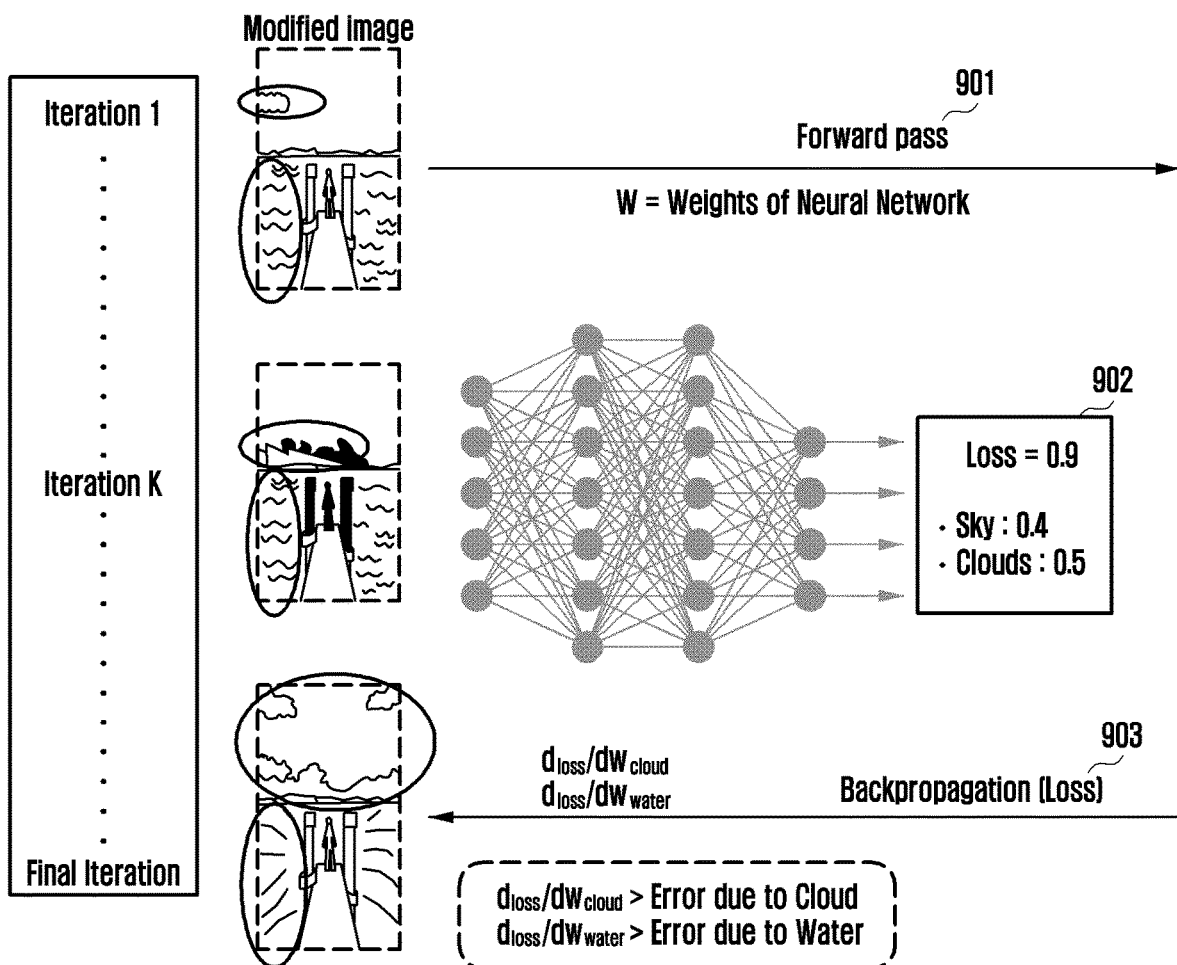 Modified image
Iteration 1
901
Forward pass
W = Weights of Neural Network
Iteration K
902
Loss = 0.9
· Sky : 0.4
· Clouds : 0.5
903
dloss/dwcloud
dloss/dwwater
Backpropagation (Loss)
Final Iteration
dloss/dwcloud > Error due to Cloud
dloss/dwwater > Error due to Water